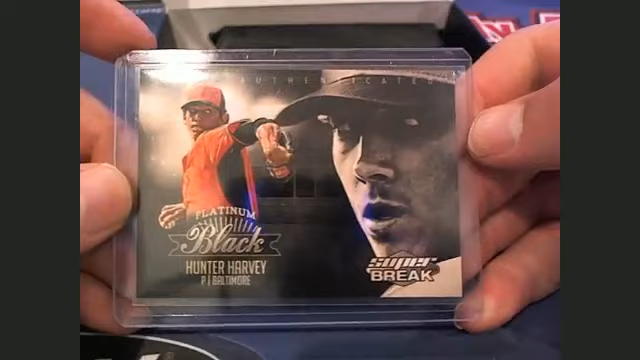 AUTHENTICATED
PLATINUM
Black
HUNTER HARVEY
P | BALTIMORE
SUPER
BREAK